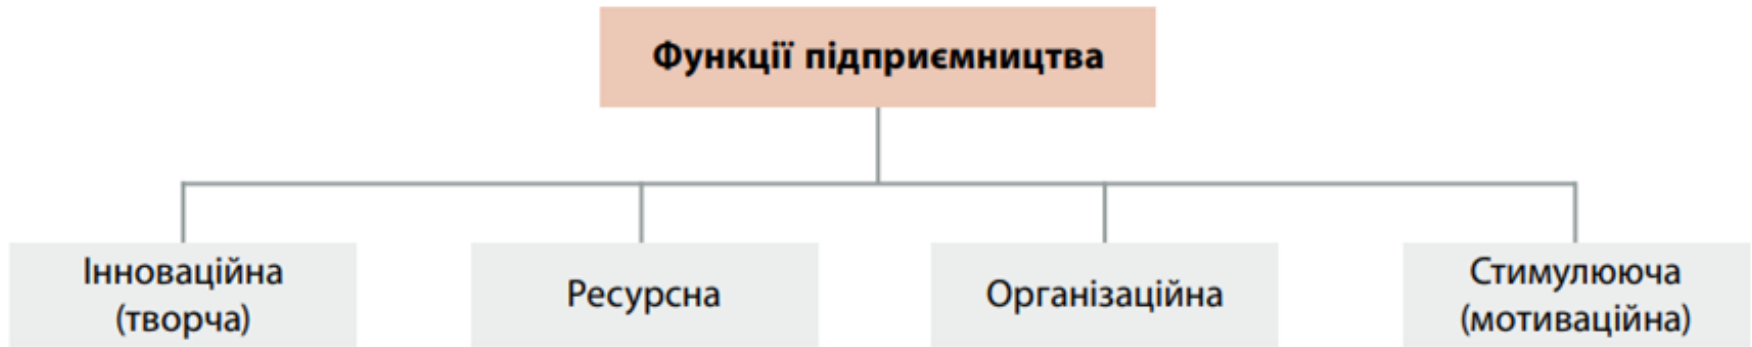 Функції підприємництва
Інноваційна
(творча)
Ресурсна
Організаційна
Стимулююча
(мотиваційна)